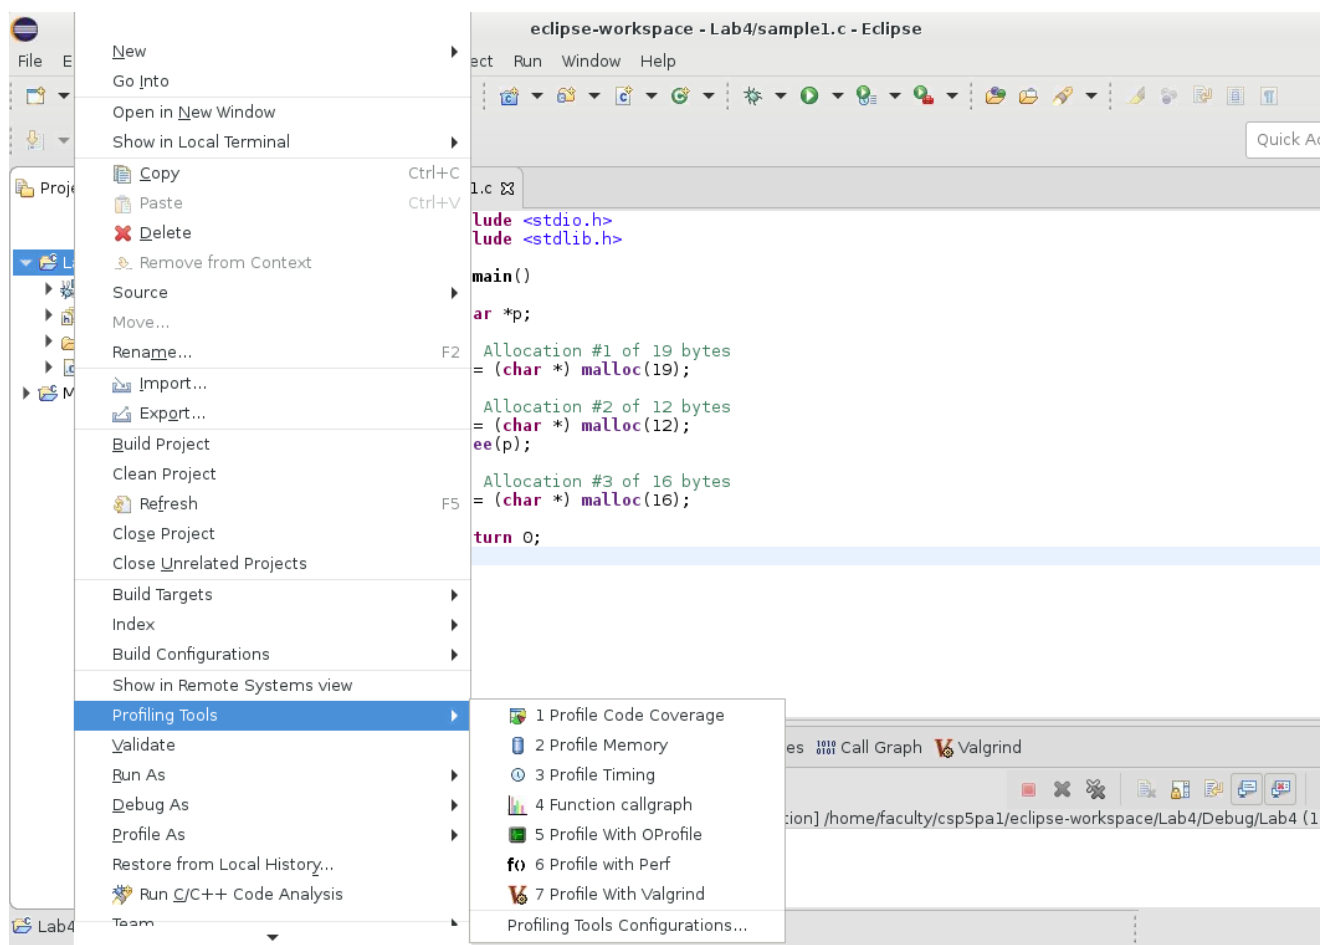 eclipse-workspace - Lab4/sample1.c - Eclipse
File E ect Run Window Help
Quick Ac
Proje
1.c
New
Go Into
Open in New Window
Show in Local Terminal
Copy Ctrl+C
Paste Ctrl+V
Delete
Remove from Context
Source
Move...
Rename... F2
Import...
Export...
Build Project
Clean Project
Refresh F5
Close Project
Close Unrelated Projects
Build Targets
Index
Build Configurations
Show in Remote Systems view
Profiling Tools
Validate
Run As
Debug As
Profile As
Restore from Local History...
Run C/C++ Code Analysis
Team
1 Profile Code Coverage
2 Profile Memory
3 Profile Timing
4 Function callgraph
5 Profile With OProfile
f() 6 Profile with Perf
7 Profile With Valgrind
Profiling Tools Configurations...
lude <stdio.h>
lude <stdlib.h>
main()
ar *p;
Allocation #1 of 19 bytes
= (char *) malloc(19);
Allocation #2 of 12 bytes
= (char *) malloc(12);
ee(p);
Allocation #3 of 16 bytes
= (char *) malloc(16);
turn 0;
es Call Graph Valgrind
tion] /home/faculty/csp5pa1/eclipse-workspace/Lab4/Debug/Lab4 (1
Lab4